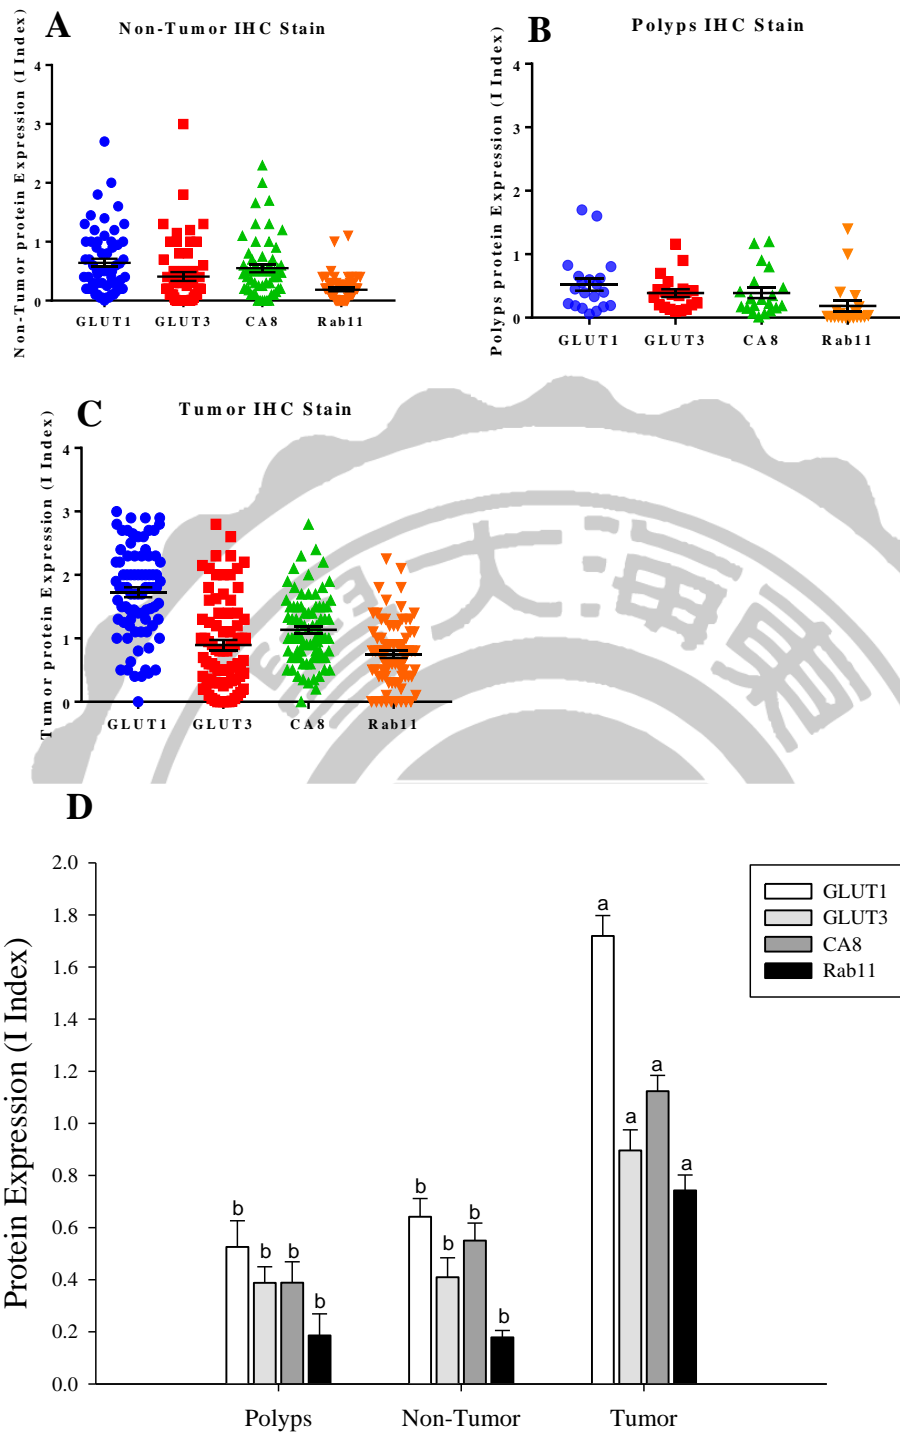 A
Non-Tumor IHC Stain
Non-Tumor protein Expression (I Index)
4
3
2
1
0
GLUT1 GLUT3 CA8 Rab11
B
Polyps IHC Stain
Polyps protein Expression (I Index)
4
3
2
1
0
GLUT1 GLUT3 CA8 Rab11
C
Tumor IHC Stain
Tumor protein Expression (I Index)
4
3
2
1
0
GLUT1 GLUT3 CA8 Rab11
大海東
D
Protein Expression (I Index)
2.0
1.8
1.6
1.4
1.2
1.0
0.8
0.6
0.4
0.2
0.0
b b b b
b b b b
a a a a
Polyps Non-Tumor Tumor
GLUT1
GLUT3
CA8
Rab11